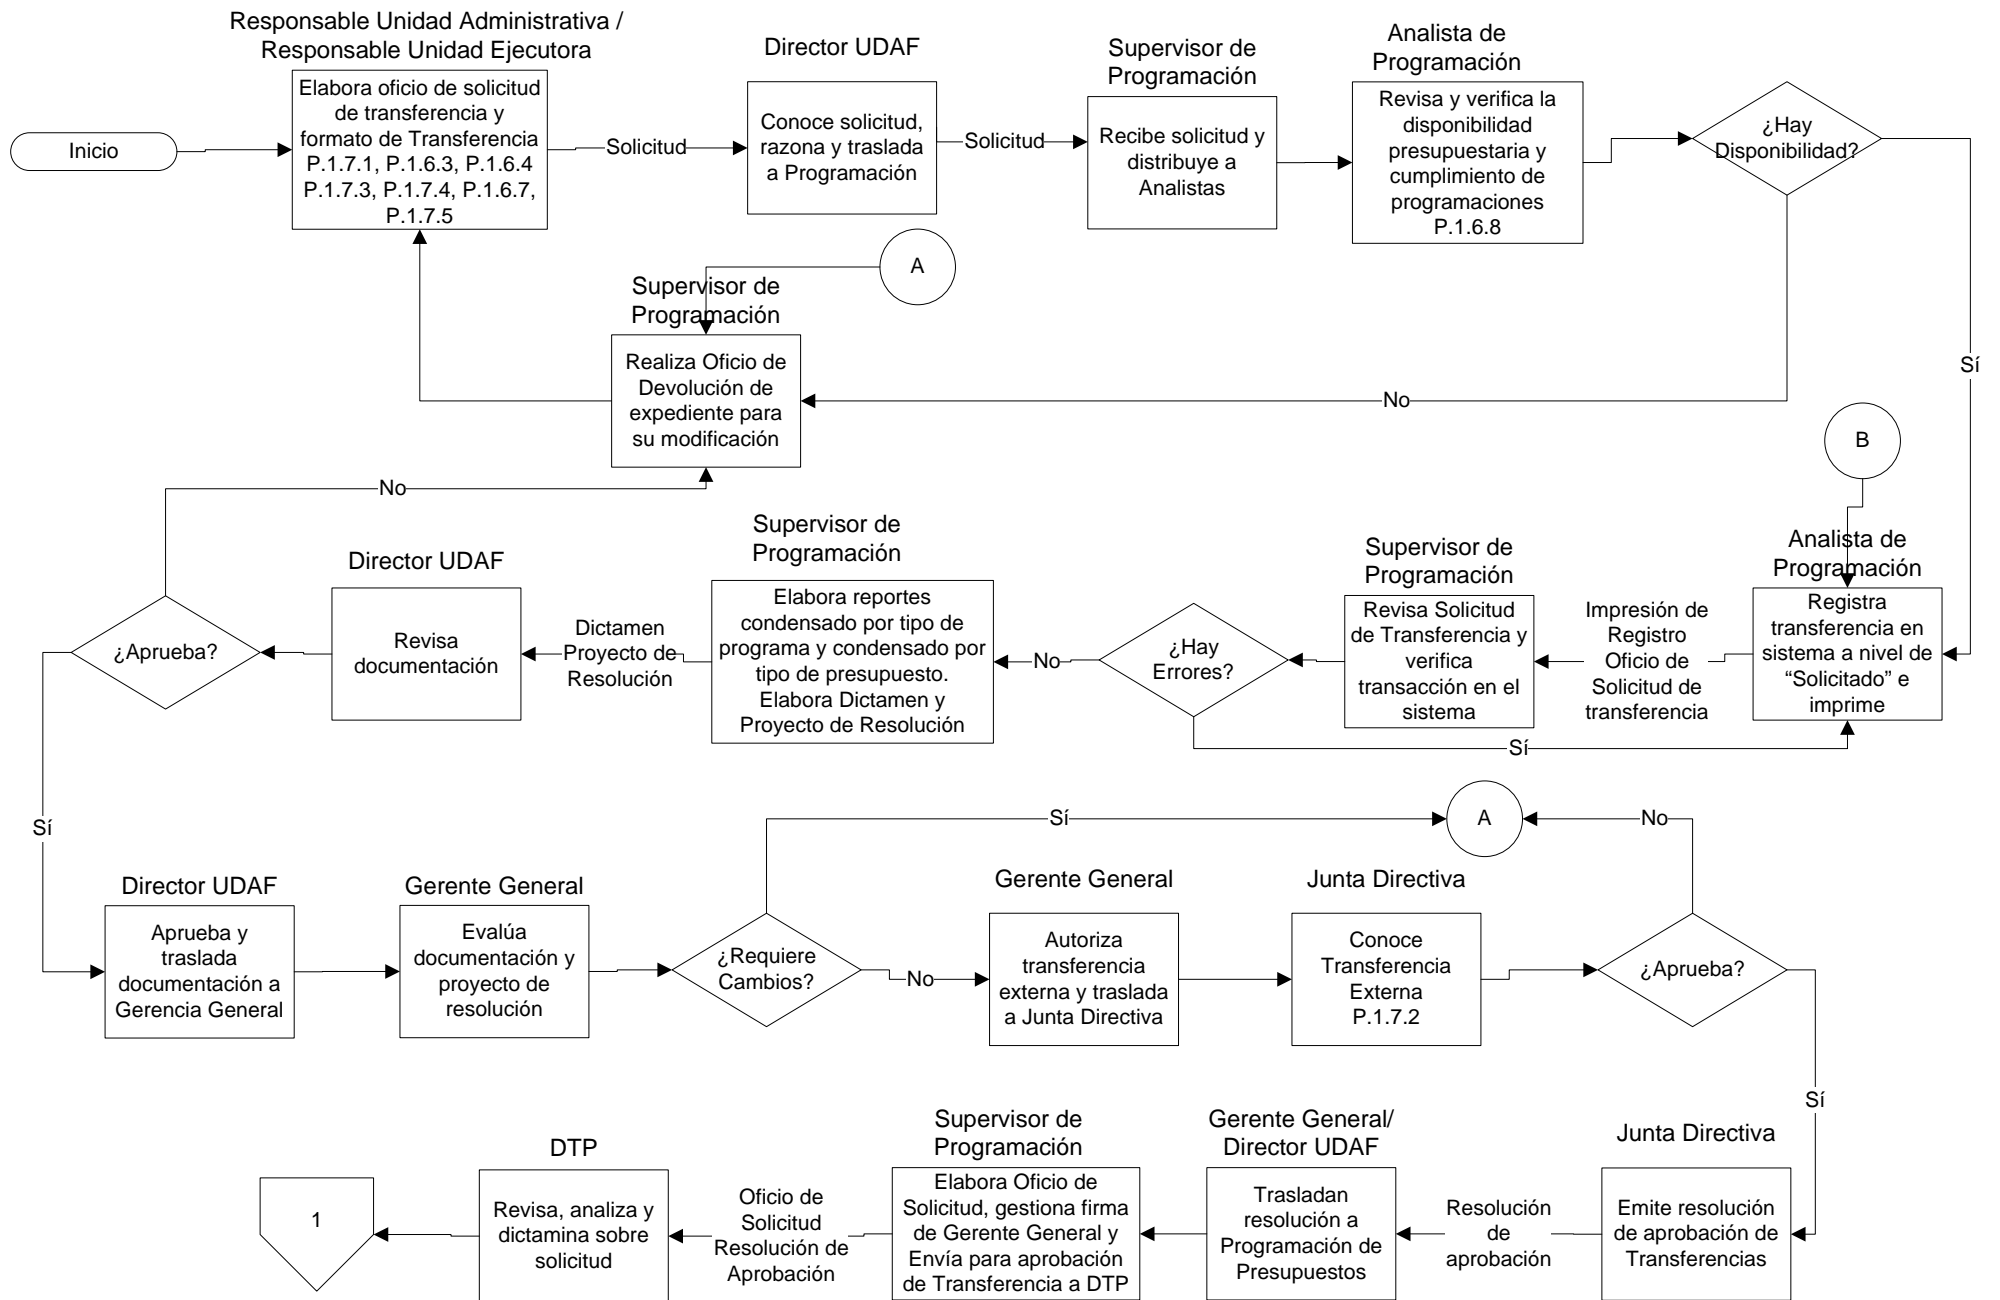 Inicio
Responsable Unidad Administrativa /
Responsable Unidad Ejecutora
Elabora oficio de solicitud
de transferencia y
formato de Transferencia
P.1.7.1, P.1.6.3, P.1.6.4
P.1.7.3, P.1.7.4, P.1.6.7,
P.1.7.5
Solicitud
Director UDAF
Conoce solicitud,
razona y traslada
a Programación
Solicitud
Supervisor de
Programación
Recibe solicitud y
distribuye a
Analistas
Analista de
Programación
Revisa y verifica la
disponibilidad
presupuestaria y
cumplimiento de
programaciones
P.1.6.8
¿Hay
Disponibilidad?
Sí
No
A
Supervisor de
Programación
Realiza Oficio de
Devolución de
expediente para
su modificación
B
Analista de
Programación
Registra
transferencia en
sistema a nivel de
“Solicitado” e
imprime
Impresión de
Registro
Oficio de
Solicitud de
transferencia
Supervisor de
Programación
Revisa Solicitud
de Transferencia y
verifica
transacción en el
sistema
¿Hay
Errores?
Sí
No
Supervisor de
Programación
Elabora reportes
condensado por tipo de
programa y condensado por
tipo de presupuesto.
Elabora Dictamen y
Proyecto de Resolución
Dictamen
Proyecto de
Resolución
Director UDAF
Revisa
documentación
¿Aprueba?
No
Sí
Director UDAF
Aprueba y
traslada
documentación a
Gerencia General
Gerente General
Evalúa
documentación y
proyecto de
resolución
¿Requiere
Cambios?
Sí
A
No
Gerente General
Autoriza
transferencia
externa y traslada
a Junta Directiva
Junta Directiva
Conoce
Transferencia
Externa
P.1.7.2
¿Aprueba?
No
Sí
Junta Directiva
Emite resolución
de aprobación de
Transferencias
Resolución
de
aprobación
Gerente General/
Director UDAF
Trasladan
resolución a
Programación de
Presupuestos
Supervisor de
Programación
Elabora Oficio de
Solicitud, gestiona firma
de Gerente General y
Envía para aprobación
de Transferencia a DTP
Oficio de
Solicitud
Resolución de
Aprobación
DTP
Revisa, analiza y
dictamina sobre
solicitud
1